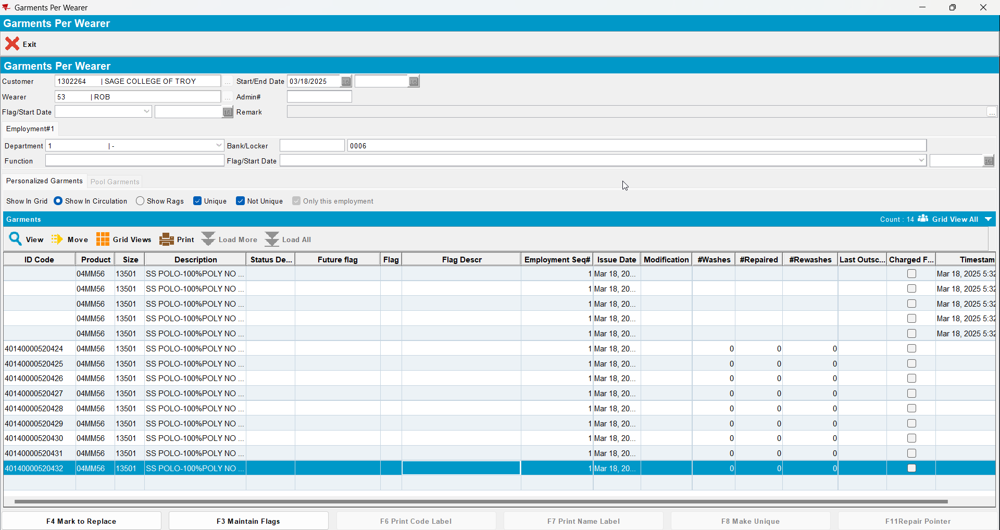 Garments Per Wearer
Garments Per Wearer
Exit
Garments Per Wearer
Customer 1302264 | SAGE COLLEGE OF TROY ... Start/End Date 03/18/2025
Wearer 53 | ROB ... Admin#
Flag/Start Date Remark ...
Employment#1
Department 1 | - Bank/Locker 0006
Function Flag/Start Date
Personalized Garments Pool Garments
Show In Grid Show In Circulation Show Rags Unique Not Unique Only this employment
Garments Count : 14 Grid View All
View Move Grid Views Print Load More Load All
ID Code Product Size Description Status De... Future flag Flag Flag Descr Employment Seq# Issue Date Modification #Washes #Repaired #Rewashes Last Outsc... Charged F... Timestam
04MM56 13501 SS POLO-100%POLY NO ... 1 Mar 18, 20... Mar 18, 2025 5:32
04MM56 13501 SS POLO-100%POLY NO ... 1 Mar 18, 20... Mar 18, 2025 5:32
04MM56 13501 SS POLO-100%POLY NO ... 1 Mar 18, 20... Mar 18, 2025 5:32
04MM56 13501 SS POLO-100%POLY NO ... 1 Mar 18, 20... Mar 18, 2025 5:32
04MM56 13501 SS POLO-100%POLY NO ... 1 Mar 18, 20... Mar 18, 2025 5:32
40140000520424 04MM56 13501 SS POLO-100%POLY NO ... 1 Mar 18, 20... 0 0 0
40140000520425 04MM56 13501 SS POLO-100%POLY NO ... 1 Mar 18, 20... 0 0 0
40140000520426 04MM56 13501 SS POLO-100%POLY NO ... 1 Mar 18, 20... 0 0 0
40140000520427 04MM56 13501 SS POLO-100%POLY NO ... 1 Mar 18, 20... 0 0 0
40140000520428 04MM56 13501 SS POLO-100%POLY NO ... 1 Mar 18, 20... 0 0 0
40140000520429 04MM56 13501 SS POLO-100%POLY NO ... 1 Mar 18, 20... 0 0 0
40140000520430 04MM56 13501 SS POLO-100%POLY NO ... 1 Mar 18, 20... 0 0 0
40140000520431 04MM56 13501 SS POLO-100%POLY NO ... 1 Mar 18, 20... 0 0 0
40140000520432 04MM56 13501 SS POLO-100%POLY NO ... 1 Mar 18, 20... 0 0 0
F4 Mark to Replace F3 Maintain Flags F6 Print Code Label F7 Print Name Label F8 Make Unique F11Repair Pointer